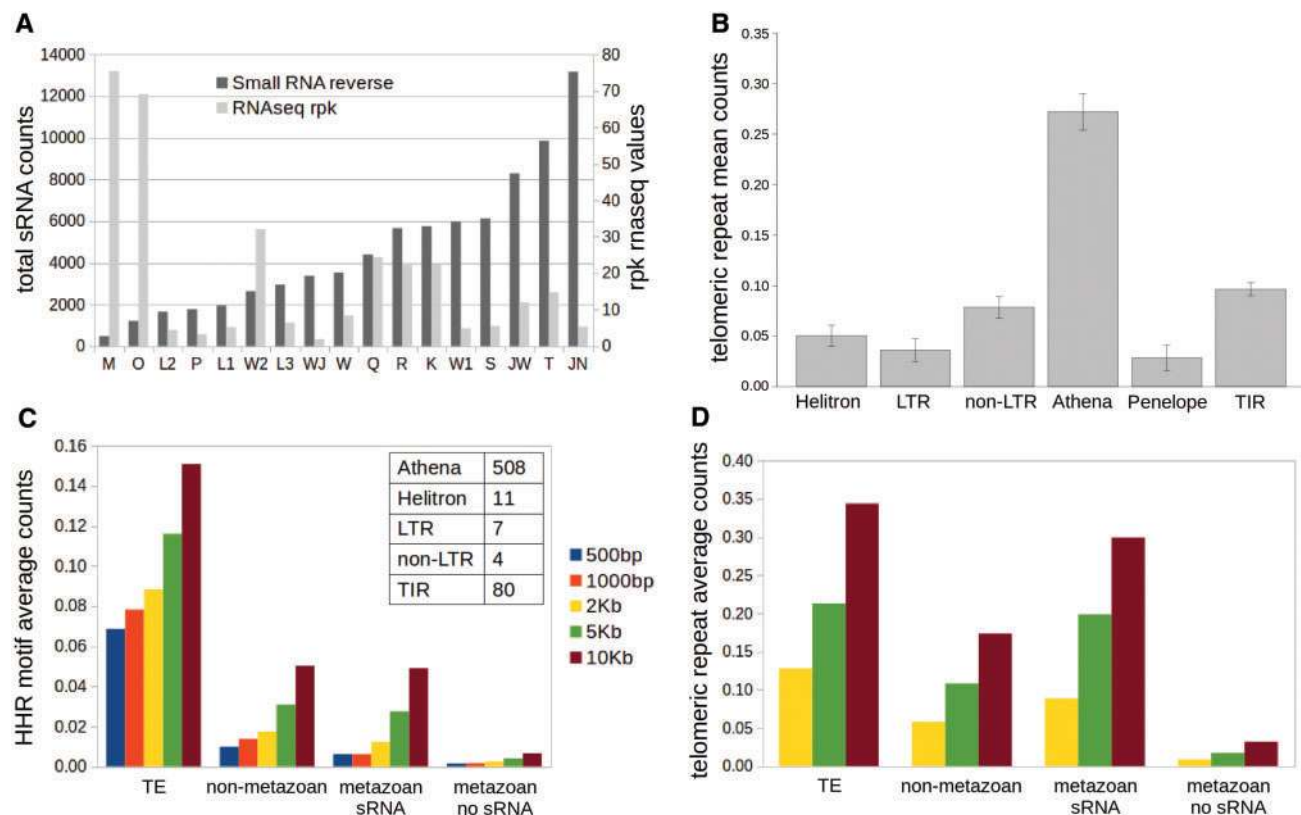 A
total sRNA counts
14000
12000
10000
8000
6000
4000
2000
0
Small RNA reverse
RNAseq rpk
80
70
60
50
40
30
20
10
0
rpk rnaseq values
M O L2 P L1 W2 L3 WJ W Q R K W1 S JW T JN
B
telomeric repeat mean counts
0.35
0.30
0.25
0.20
0.15
0.10
0.05
0.00
Helitron LTR non-LTR Athena Penelope TIR
C
HHR motif average counts
0.16
0.14
0.12
0.10
0.08
0.06
0.04
0.02
0.00
Athena 508
Helitron 11
LTR 7
non-LTR 4
TIR 80
500bp
1000bp
2Kb
5Kb
10Kb
TE non-metazoan metazoan metazoan
sRNA no sRNA
D
telomeric repeat average counts
0.40
0.35
0.30
0.25
0.20
0.15
0.10
0.05
0.00
TE non-metazoan metazoan metazoan
sRNA no sRNA